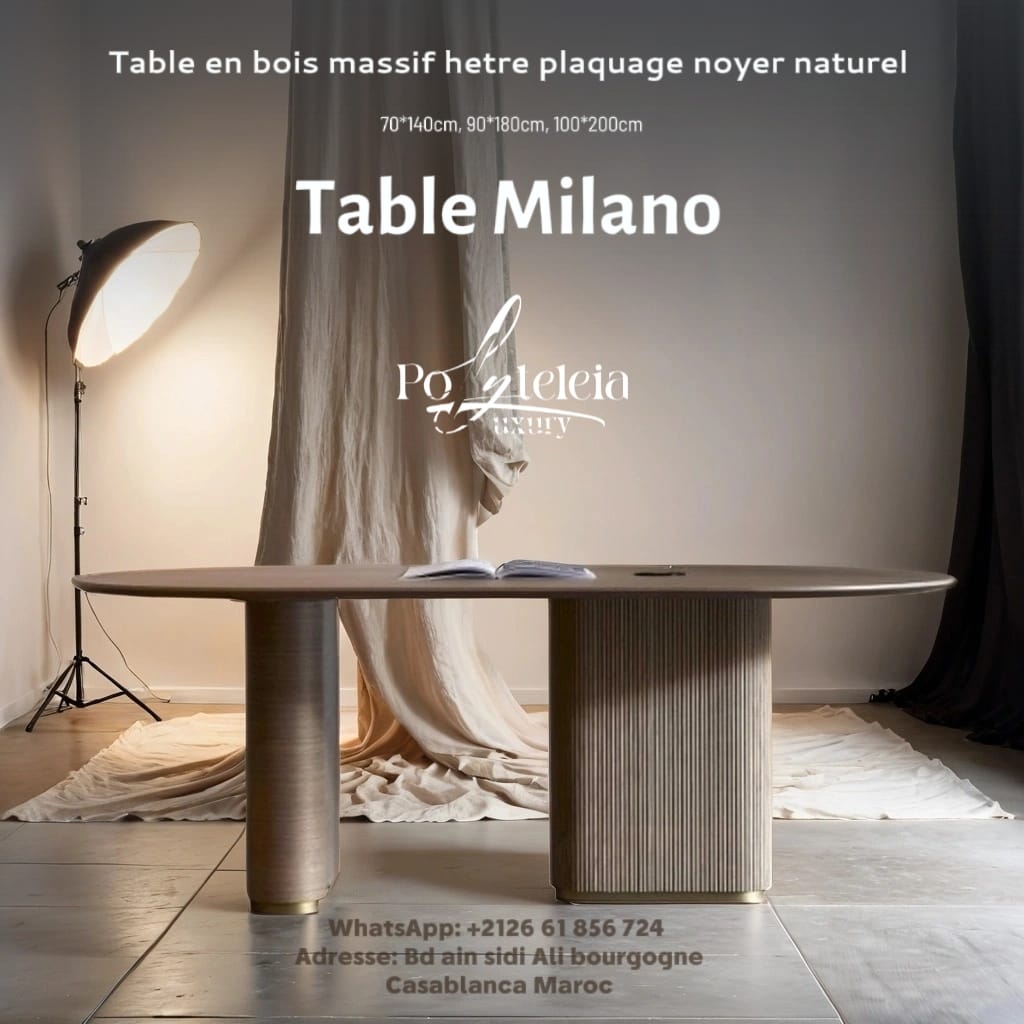 Table en bois massif hetre plaquage noyer naturel
70*140cm, 90*180cm, 100*200cm
Table Milano
Polyteleia
Luxury
WhatsApp: +2126 61 856 724
Adresse: Bd ain sidi Ali bourgogne
Casablanca Maroc